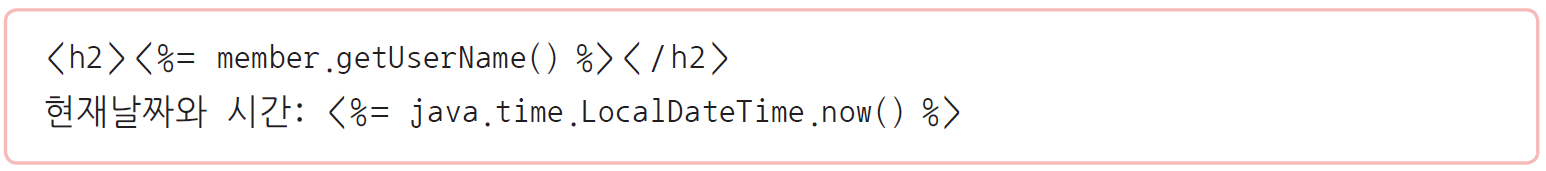 <h2><%= member.getUserName() %></h2>
현재날짜와 시간: <%= java.time.LocalDateTime.now() %>